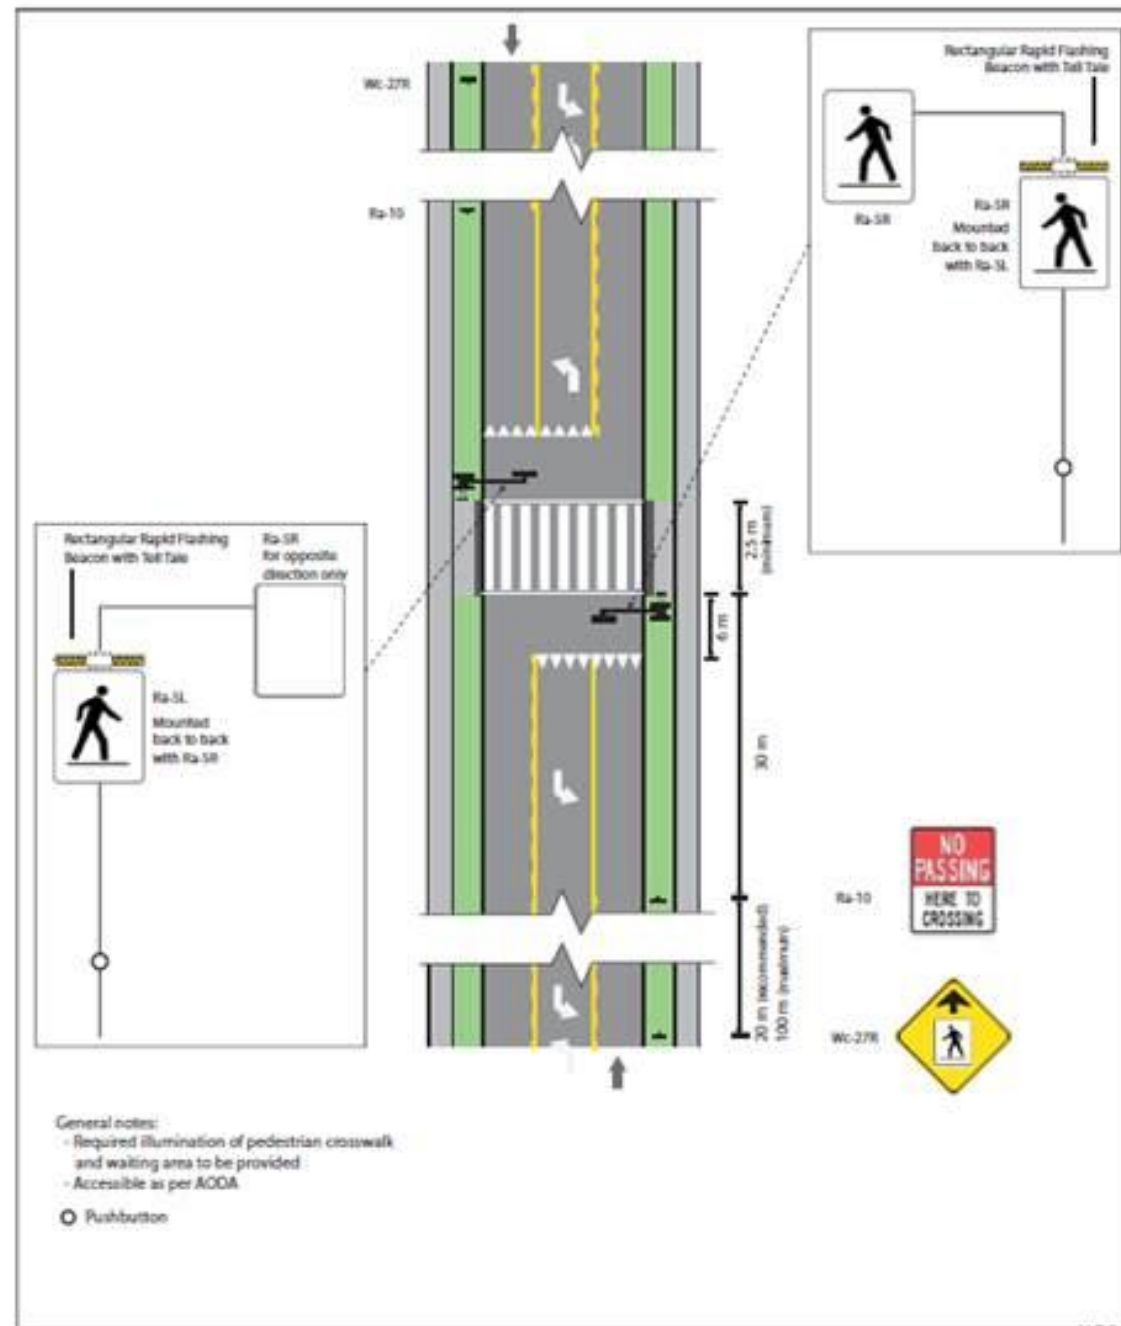 Rectangular Rapid Flashing
Beacon with Tell Tale
Wc-27R
Ra-5R
Ra-5R
Mounted
back to back
with Ra-5L
Ra-10
2.5 m
(minimum)
6 m
30 m
20 m (recommended)
100 m (maximum)
Rectangular Rapid Flashing
Beacon with Tell Tale
Ra-5R
for opposite
direction only
Ra-5L
Mounted
back to back
with Ra-5R
Ra-10
NO
PASSING
HERE TO
CROSSING
Wc-27R
General notes:
- Required illumination of pedestrian crosswalk
and waiting area to be provided
- Accessible as per AODA
Pushbutton